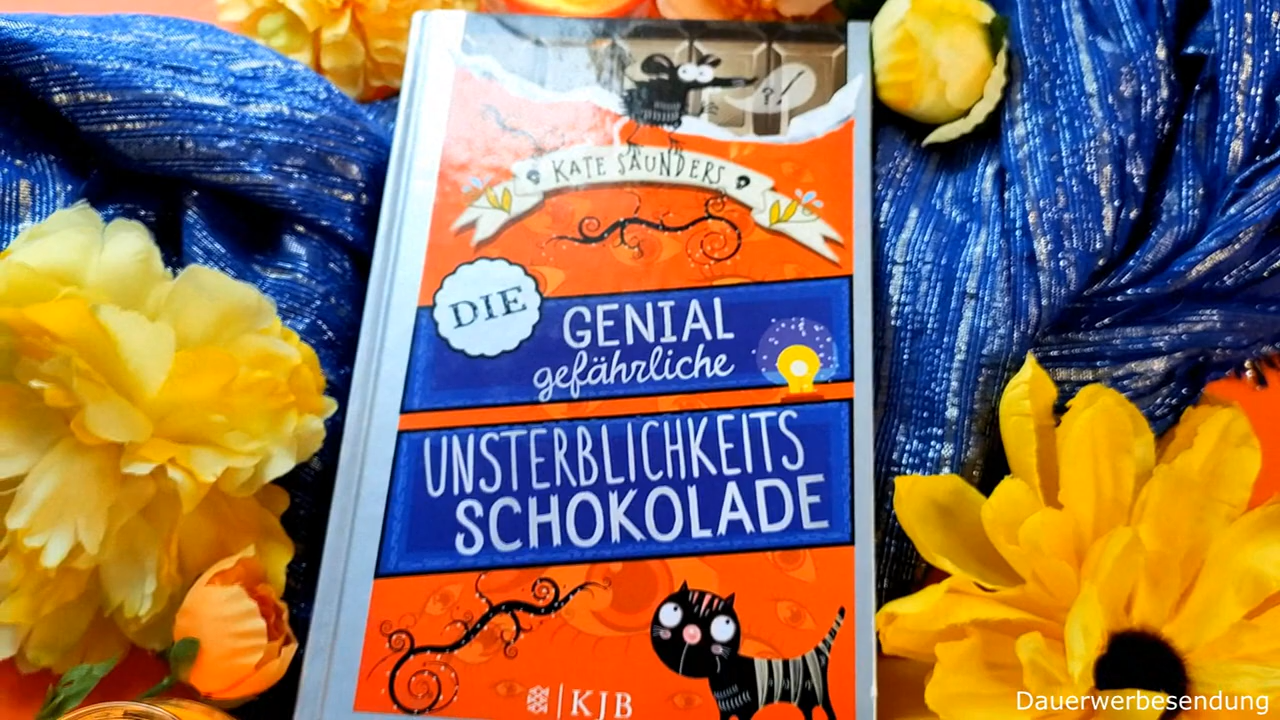 ?!
KATE SAUNDERS
DIE
GENIAL
gefährliche
UNSTERBLICHKEITS
SCHOKOLADE
KJB
Dauerwerbesendung